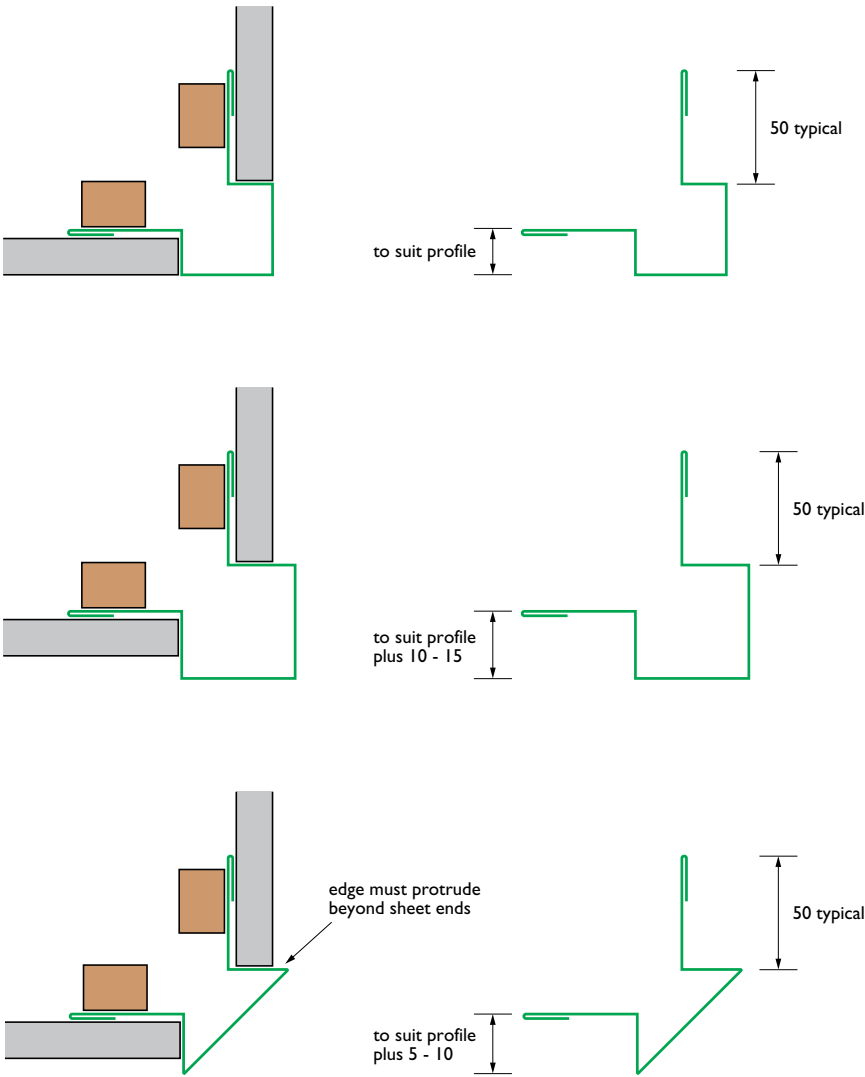 50 typical
to suit profile
50 typical
to suit profile
plus 10 - 15
edge must protrude
beyond sheet ends
50 typical
to suit profile
plus 5 - 10